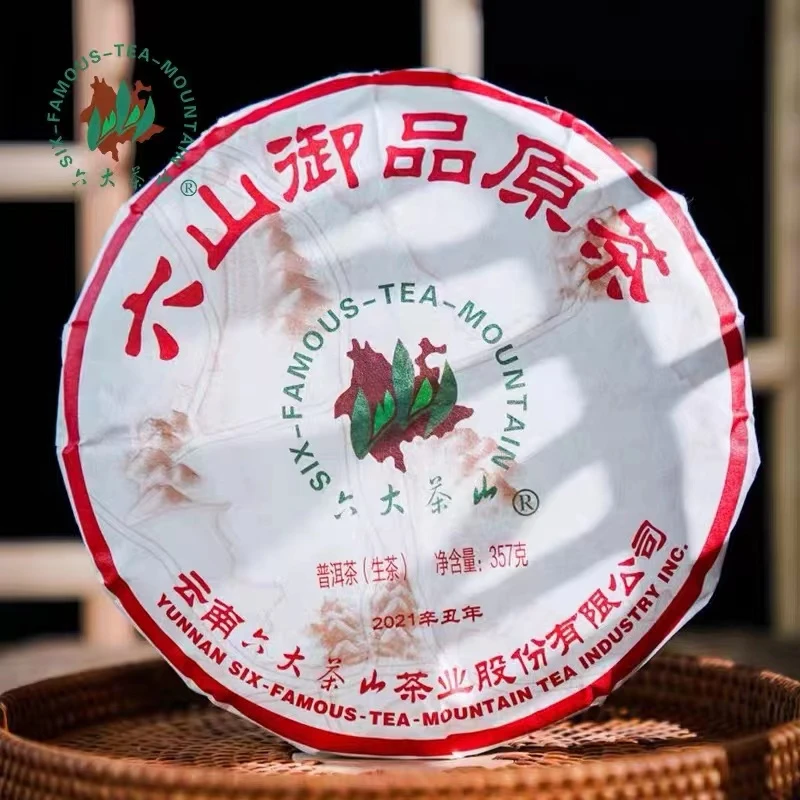 SIX-FAMOUS-TEA-MOUNTAIN
六大茶山®
六山御品原茶
SIX-FAMOUS-TEA-MOUNTAIN
六大茶山®
普洱茶（生茶） 净含量：357克
2021辛丑年
云南六大茶山茶业股份有限公司
YUNNAN SIX-FAMOUS-TEA-MOUNTAIN TEA INDUSTRY INC.